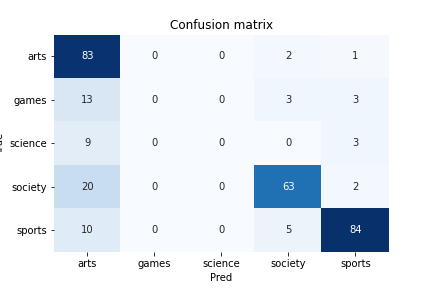 Confusion matrix
arts 83 0 0 2 1
games 13 0 0 3 3
science 9 0 0 0 3
society 20 0 0 63 2
sports 10 0 0 5 84
arts games science society sports
Pred